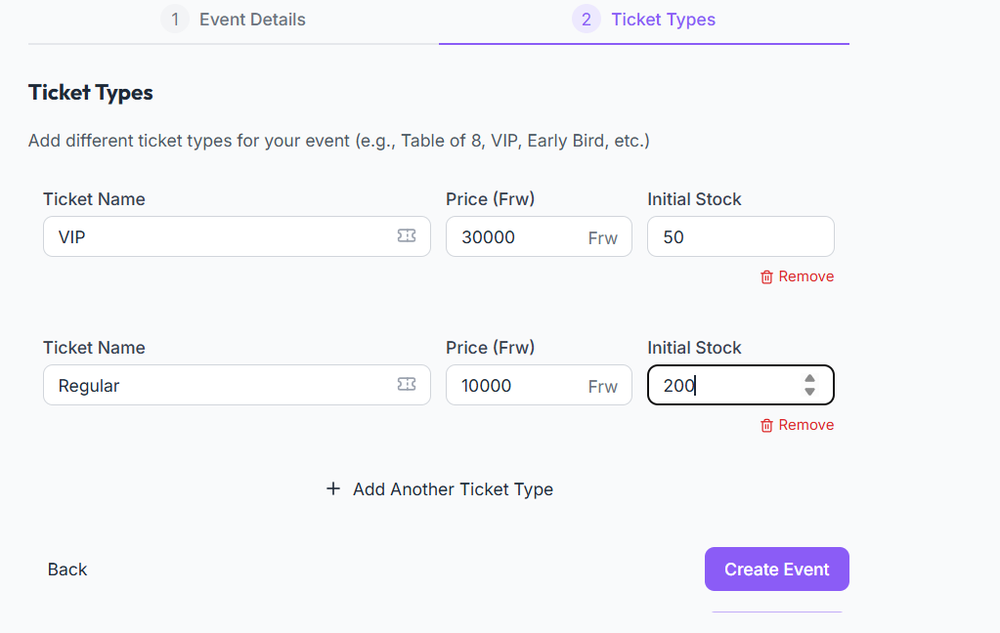 1 Event Details 2 Ticket Types
Ticket Types
Add different ticket types for your event (e.g., Table of 8, VIP, Early Bird, etc.)
Ticket Name Price (Frw) Initial Stock
VIP 30000 Frw 50
Remove
Ticket Name Price (Frw) Initial Stock
Regular 10000 Frw 200
Remove
+ Add Another Ticket Type
Back Create Event